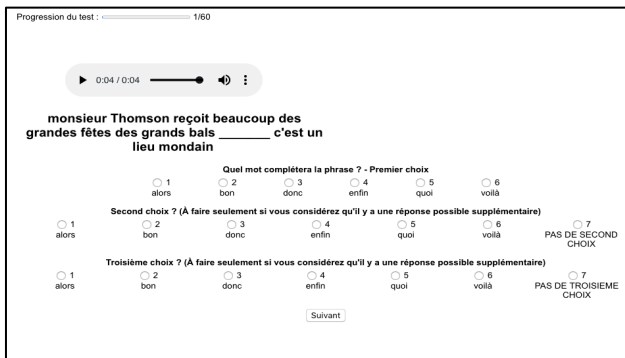 Progression du test : 1/60
0:04 / 0:04
monsieur Thomson reçoit beaucoup des
grandes fêtes des grands bals ________ c'est un
lieu mondain
Quel mot complétera la phrase ? - Premier choix
1 2 3 4 5 6
alors bon donc enfin quoi voilà
Second choix ? (À faire seulement si vous considérez qu'il y a une réponse possible supplémentaire)
1 2 3 4 5 6 7
alors bon donc enfin quoi voilà PAS DE SECOND
CHOIX
Troisième choix ? (À faire seulement si vous considérez qu'il y a une réponse possible supplémentaire)
1 2 3 4 5 6 7
alors bon donc enfin quoi voilà PAS DE TROISIEME
CHOIX
Suivant